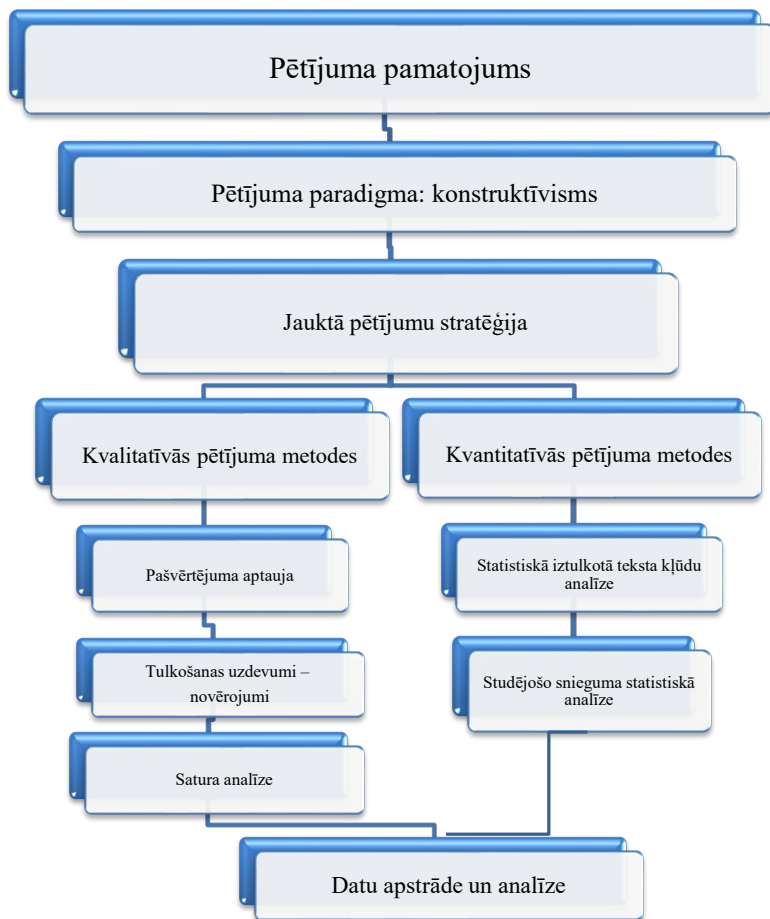 Pētījuma pamatojums
Pētījuma paradigma: konstruktīvisms
Jauktā pētījumu stratēģija
Kvalitatīvās pētījuma metodes
Kvantitatīvās pētījuma metodes
Pašvērtējuma aptauja
Statistiskā iztulkotā teksta kļūdu
analīze
Tulkošanas uzdevumi –
novērojumi
Studējošo snieguma statistiskā
analīze
Satura analīze
Datu apstrāde un analīze